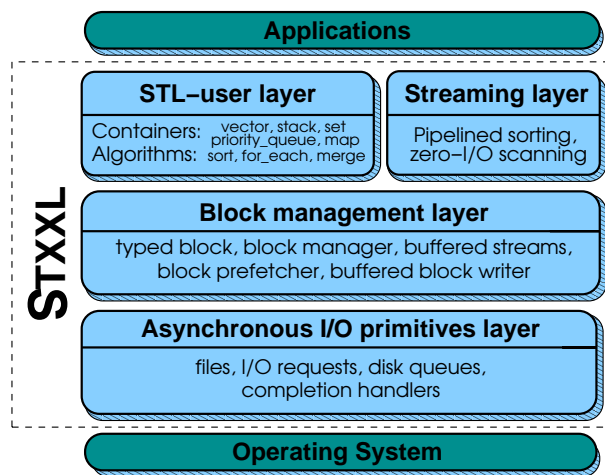 Applications
STL–user layer
Containers: vector, stack, set
priority_queue, map
Algorithms: sort, for_each, merge
Streaming layer
Pipelined sorting,
zero–I/O scanning
Block management layer
typed block, block manager, buffered streams,
block prefetcher, buffered block writer
Asynchronous I/O primitives layer
files, I/O requests, disk queues,
completion handlers
Operating System
STXXL